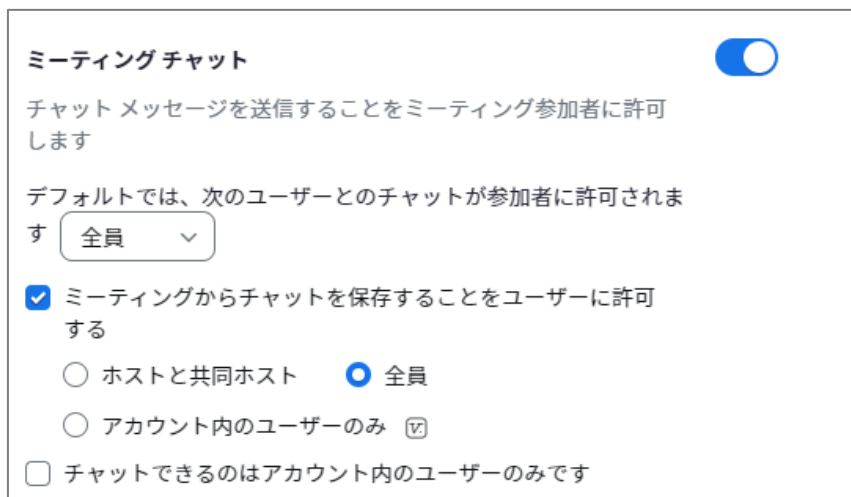 ミーティング チャット
チャット メッセージを送信することをミーティング参加者に許可
します
デフォルトでは、次のユーザーとのチャットが参加者に許可されま
す 全員
ミーティングからチャットを保存することをユーザーに許可
する
ホストと共同ホスト 全員
アカウント内のユーザーのみ
チャットできるのはアカウント内のユーザーのみです